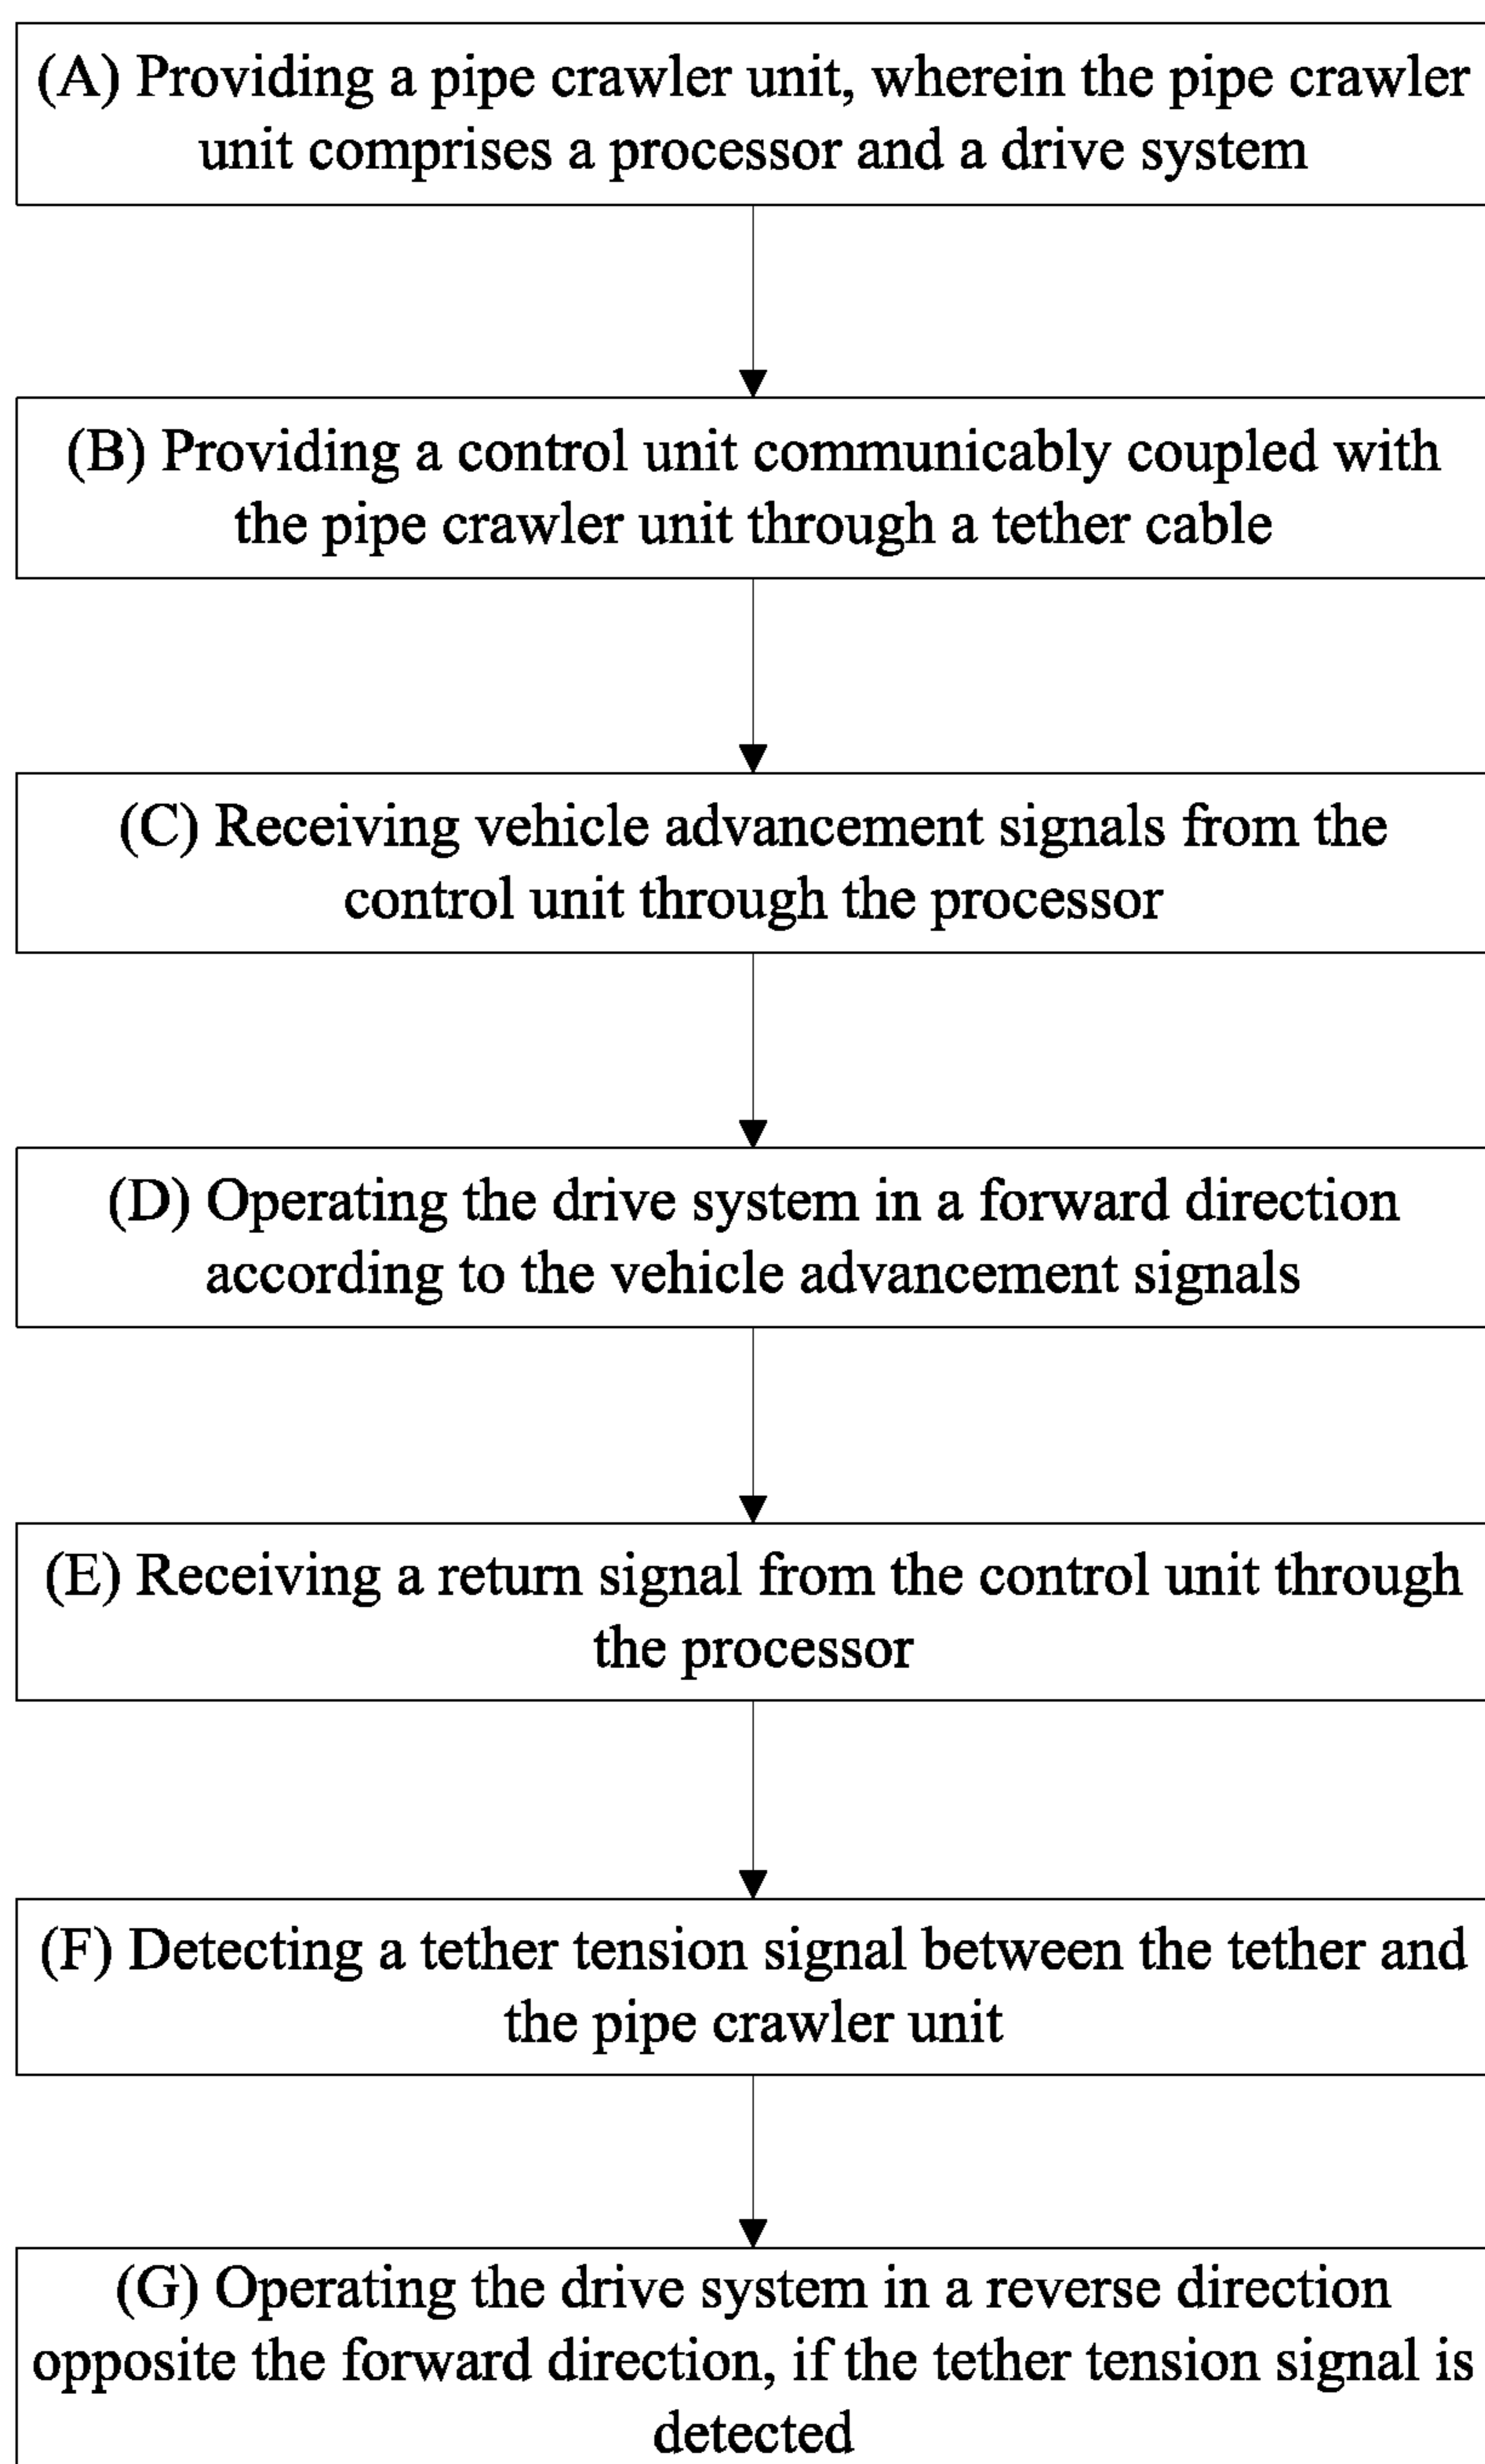 (A) Providing a pipe crawler unit, wherein the pipe crawler
unit comprises a processor and a drive system
(B) Providing a control unit communicably coupled with
the pipe crawler unit through a tether cable
(C) Receiving vehicle advancement signals from the
control unit through the processor
(D) Operating the drive system in a forward direction
according to the vehicle advancement signals
(E) Receiving a return signal from the control unit through
the processor
(F) Detecting a tether tension signal between the tether and
the pipe crawler unit
(G) Operating the drive system in a reverse direction
opposite the forward direction, if the tether tension signal is
detected